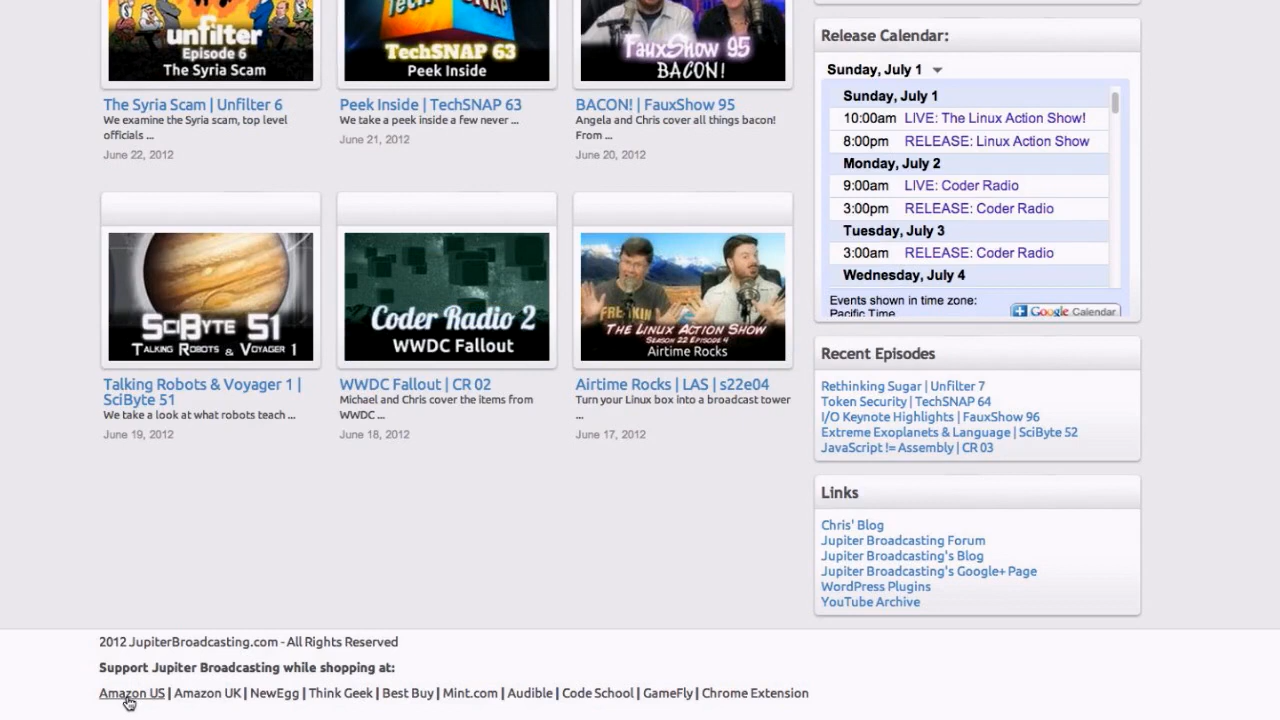 unfilter
Episode 6
The Syria Scam
TechSNAP
TechSNAP 63
Peek Inside
FauxShow 95
BACON!
The Syria Scam | Unfilter 6
We examine the Syria scam, top level
officials ...
June 22, 2012
Peek Inside | TechSNAP 63
We take a peek inside a few never ...
June 21, 2012
BACON! | FauxShow 95
Angela and Chris cover all things bacon!
From ...
June 20, 2012
SciByte 51
Talking Robots & Voyager 1
Coder Radio 2
WWDC Fallout
The Linux Action Show
Season 22 Episode 4
Airtime Rocks
Talking Robots & Voyager 1 |
SciByte 51
We take a look at what robots teach ...
June 19, 2012
WWDC Fallout | CR 02
Michael and Chris cover the items from
WWDC ...
June 18, 2012
Airtime Rocks | LAS | s22e04
Turn your Linux box into a broadcast tower
...
June 17, 2012
Release Calendar:
Sunday, July 1
Sunday, July 1
10:00am LIVE: The Linux Action Show!
8:00pm RELEASE: Linux Action Show
Monday, July 2
9:00am LIVE: Coder Radio
3:00pm RELEASE: Coder Radio
Tuesday, July 3
3:00am RELEASE: Coder Radio
Wednesday, July 4
Events shown in time zone:
Pacific Time
Google Calendar
Recent Episodes
Rethinking Sugar | Unfilter 7
Token Security | TechSNAP 64
I/O Keynote Highlights | FauxShow 96
Extreme Exoplanets & Language | SciByte 52
JavaScript != Assembly | CR 03
Links
Chris' Blog
Jupiter Broadcasting Forum
Jupiter Broadcasting's Blog
Jupiter Broadcasting's Google+ Page
WordPress Plugins
YouTube Archive
2012 JupiterBroadcasting.com - All Rights Reserved
Support Jupiter Broadcasting while shopping at:
Amazon US | Amazon UK | NewEgg | Think Geek | Best Buy | Mint.com | Audible | Code School | GameFly | Chrome Extension